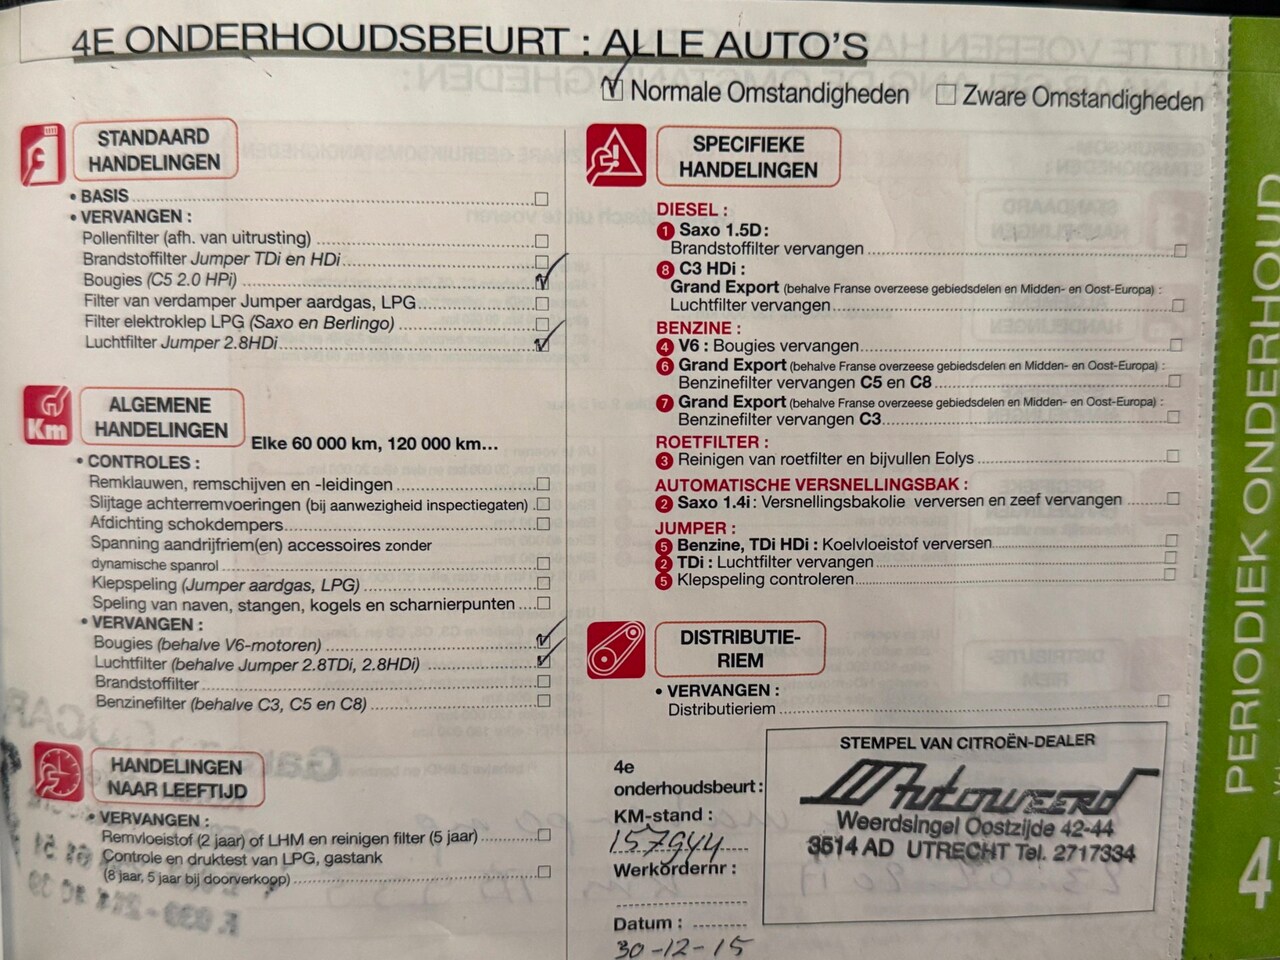 4E ONDERHOUDSBEURT : ALLE AUTO'S
Normale Omstandigheden
Zware Omstandigheden
STANDAARD
HANDELINGEN
• BASIS
• VERVANGEN :
Pollenfilter (afh. van uitrusting)
Brandstoffilter Jumper TDi en HDi
Bougies (C5 2.0 HPi)
Filter van verdamper Jumper aardgas, LPG
Filter elektroklep LPG (Saxo en Berlingo)
Luchtfilter Jumper 2.8HDi
Km
ALGEMENE
HANDELINGEN
Elke 60 000 km, 120 000 km...
• CONTROLES :
Remklauwen, remschijven en -leidingen
Slijtage achterremvoeringen (bij aanwezigheid inspectiegaten)
Afdichting schokdempers
Spanning aandrijfriem(en) accessoires zonder
dynamische spanrol
Klepspeling (Jumper aardgas, LPG)
Speling van naven, stangen, kogels en scharnierpunten
• VERVANGEN :
Bougies (behalve V6-motoren)
Luchtfilter (behalve Jumper 2.8TDi, 2.8HDi)
Brandstoffilter
Benzinefilter (behalve C3, C5 en C8)
HANDELINGEN
NAAR LEEFTIJD
• VERVANGEN :
Remvloeistof (2 jaar) of LHM en reinigen filter (5 jaar)
Controle en druktest van LPG, gastank
(8 jaar, 5 jaar bij doorverkoop)
SPECIFIEKE
HANDELINGEN
DIESEL :
1 Saxo 1.5D :
Brandstoffilter vervangen
8 C3 HDi :
Grand Export (behalve Franse overzeese gebiedsdelen en Midden- en Oost-Europa) :
Luchtfilter vervangen
BENZINE :
4 V6 : Bougies vervangen
6 Grand Export (behalve Franse overzeese gebiedsdelen en Midden- en Oost-Europa) :
Benzinefilter vervangen C5 en C8
7 Grand Export (behalve Franse overzeese gebiedsdelen en Midden- en Oost-Europa) :
Benzinefilter vervangen C3
ROETFILTER :
3 Reinigen van roetfilter en bijvullen Eolys
AUTOMATISCHE VERSNELLINGSBAK :
2 Saxo 1.4i : Versnellingsbakolie verversen en zeef vervangen
JUMPER :
5 Benzine, TDi HDi : Koelvloeistof verversen
2 TDi : Luchtfilter vervangen
5 Klepspeling controleren
DISTRIBUTIE-
RIEM
• VERVANGEN :
Distributieriem
4e
onderhoudsbeurt :
KM-stand :
157944
Werkordernr :
Datum :
30-12-15
STEMPEL VAN CITROËN-DEALER
Autoweerd
Weerdsingel Oostzijde 42-44
3514 AD UTRECHT Tel. 2717334
PERIODIEK ONDERHOUD
4